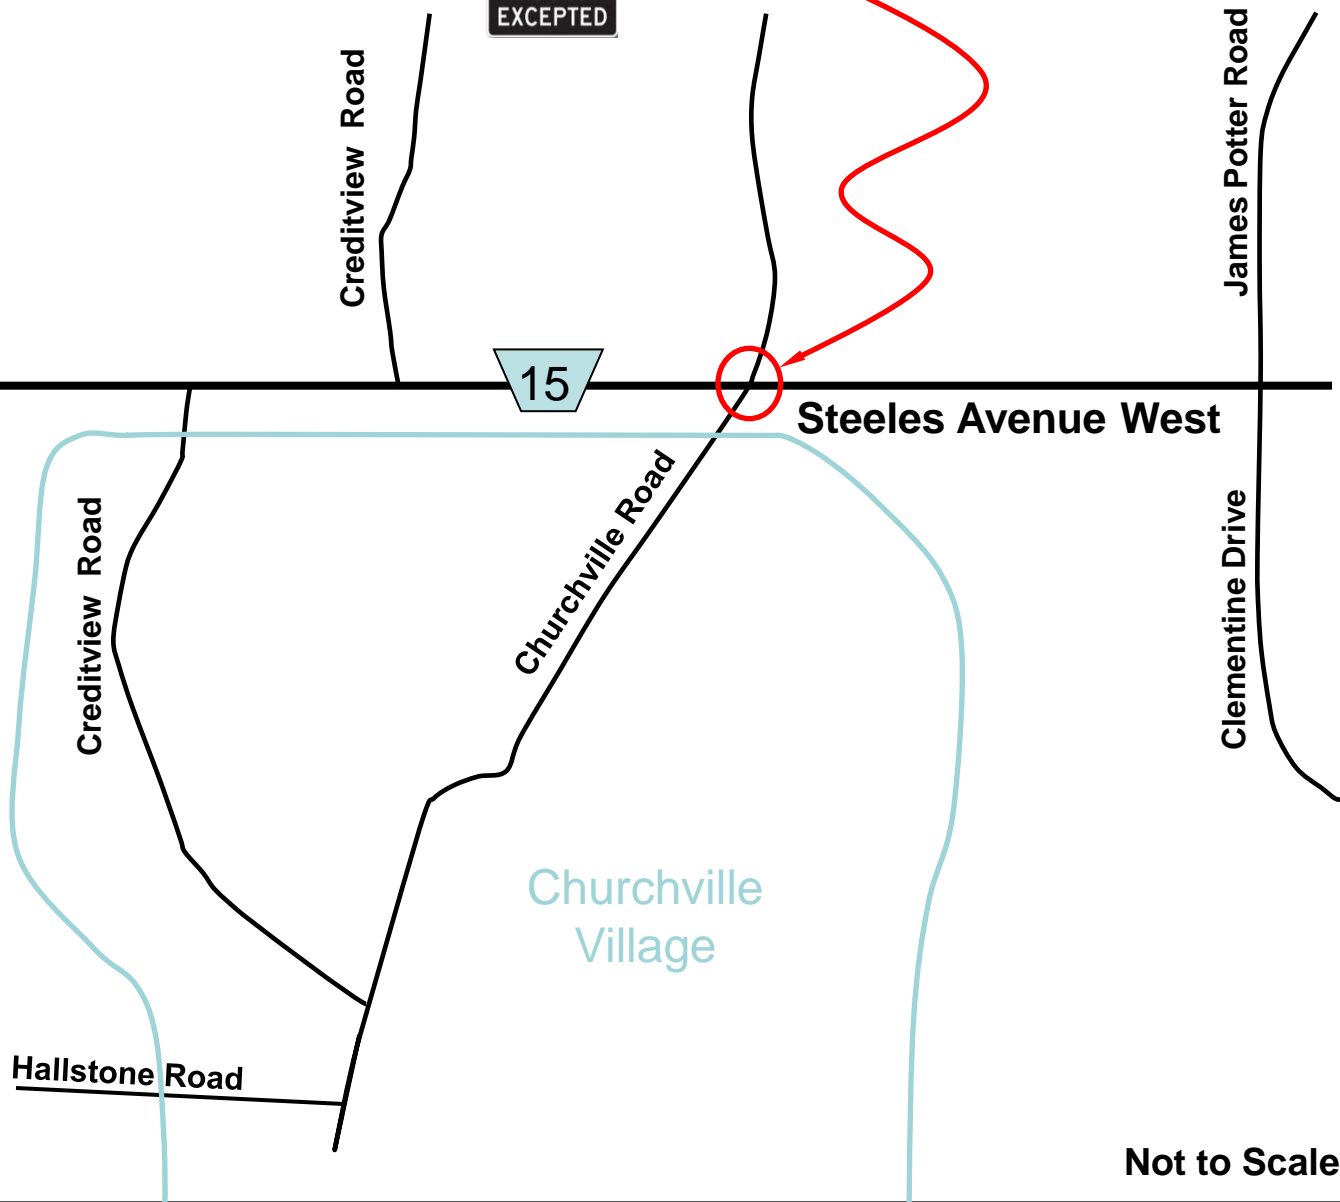 EXCEPTED
Creditview Road
James Potter Road
15
Steeles Avenue West
Creditview Road
Churchville Road
Clementine Drive
Churchville
Village
Hallstone Road
Not to Scale